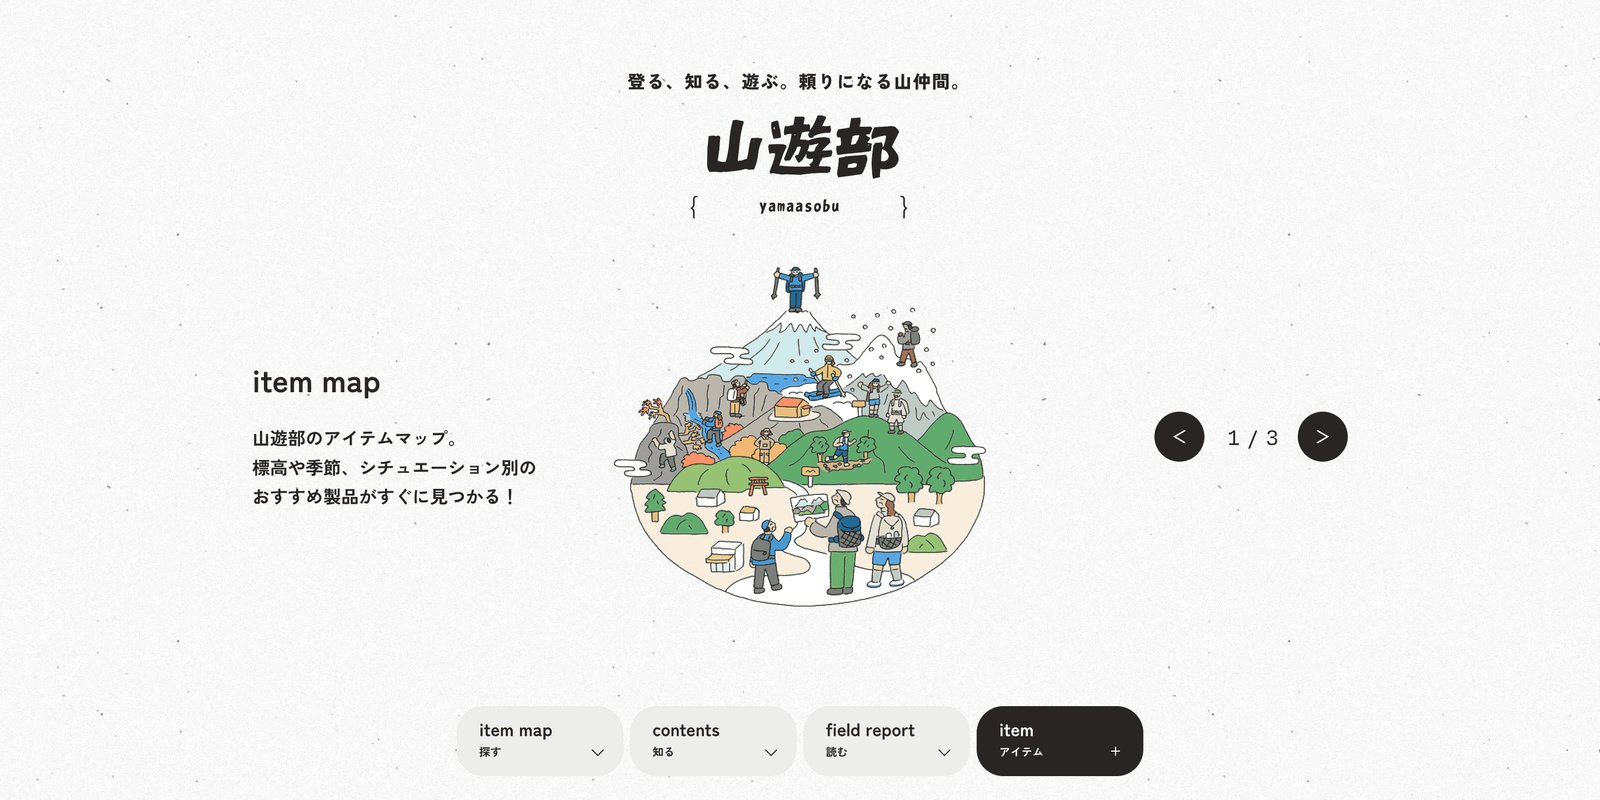 登る、知る、遊ぶ。頼りになる山仲間。
山遊部
{ yamaasobu }
item map
山遊部のアイテムマップ。
標高や季節、シチュエーション別の
おすすめ製品がすぐに見つかる！
< 1 / 3 >
item map
探す
contents
知る
field report
読む
item
アイテム
+